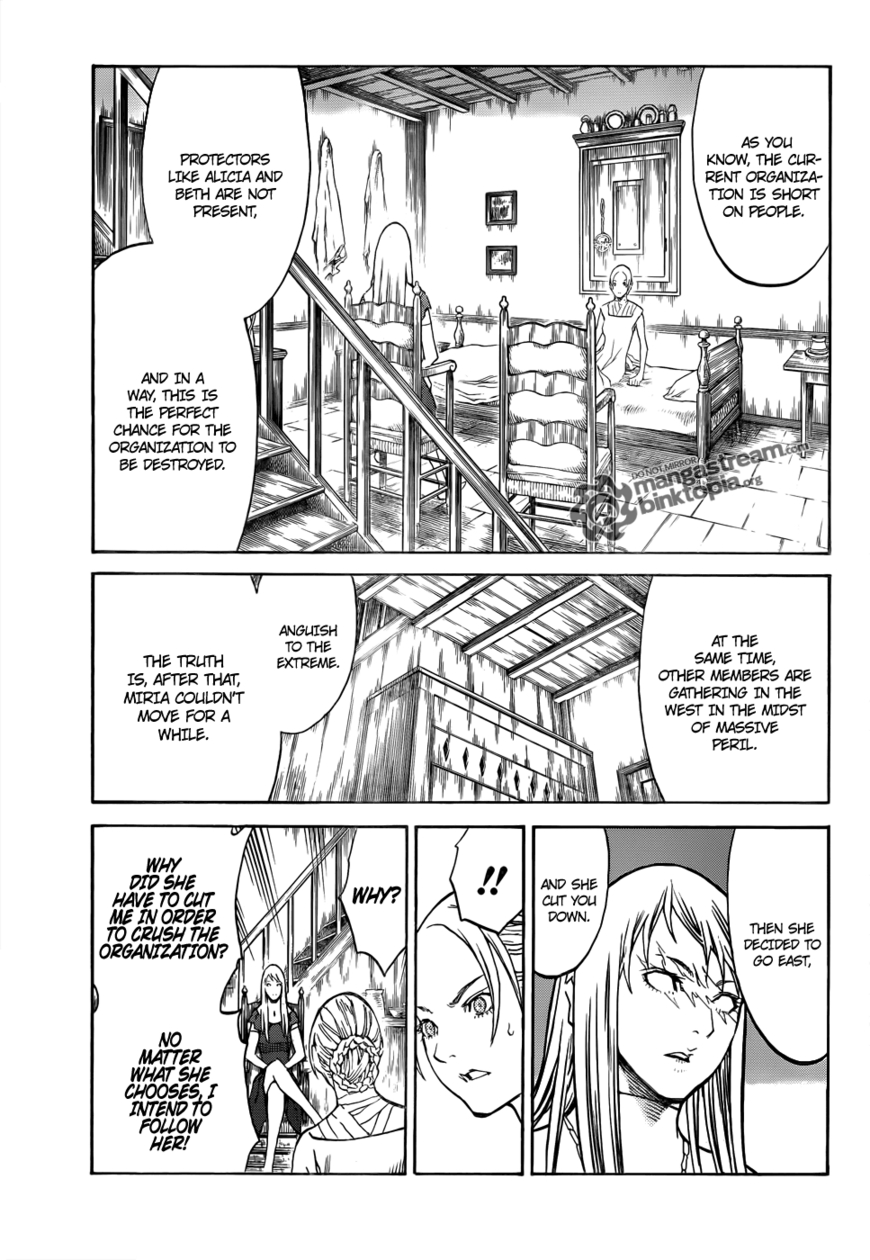 AS YOU
KNOW, THE CUR-
RENT ORGANIZA-
TION IS SHORT
ON PEOPLE.
PROTECTORS
LIKE ALICIA AND
BETH ARE NOT
PRESENT,
AND IN A
WAY, THIS IS
THE PERFECT
CHANCE FOR THE
ORGANIZATION TO
BE DESTROYED.
DO NOT MIRROR
mangastream.com
binktopia.org
AT THE
SAME TIME,
OTHER MEMBERS ARE
GATHERING IN THE
WEST IN THE MIDST
OF MASSIVE
PERIL.
ANGUISH
TO THE
EXTREME.
THE TRUTH
IS, AFTER THAT,
MIRIA COULDN'T
MOVE FOR A
WHILE.
THEN SHE
DECIDED TO
GO EAST,
AND SHE
CUT YOU
DOWN.
!!
WHY?
WHY
DID SHE
HAVE TO CUT
ME IN ORDER
TO CRUSH THE
ORGANIZATION?
NO
MATTER
WHAT SHE
CHOOSES, I
INTEND TO
FOLLOW
HER!